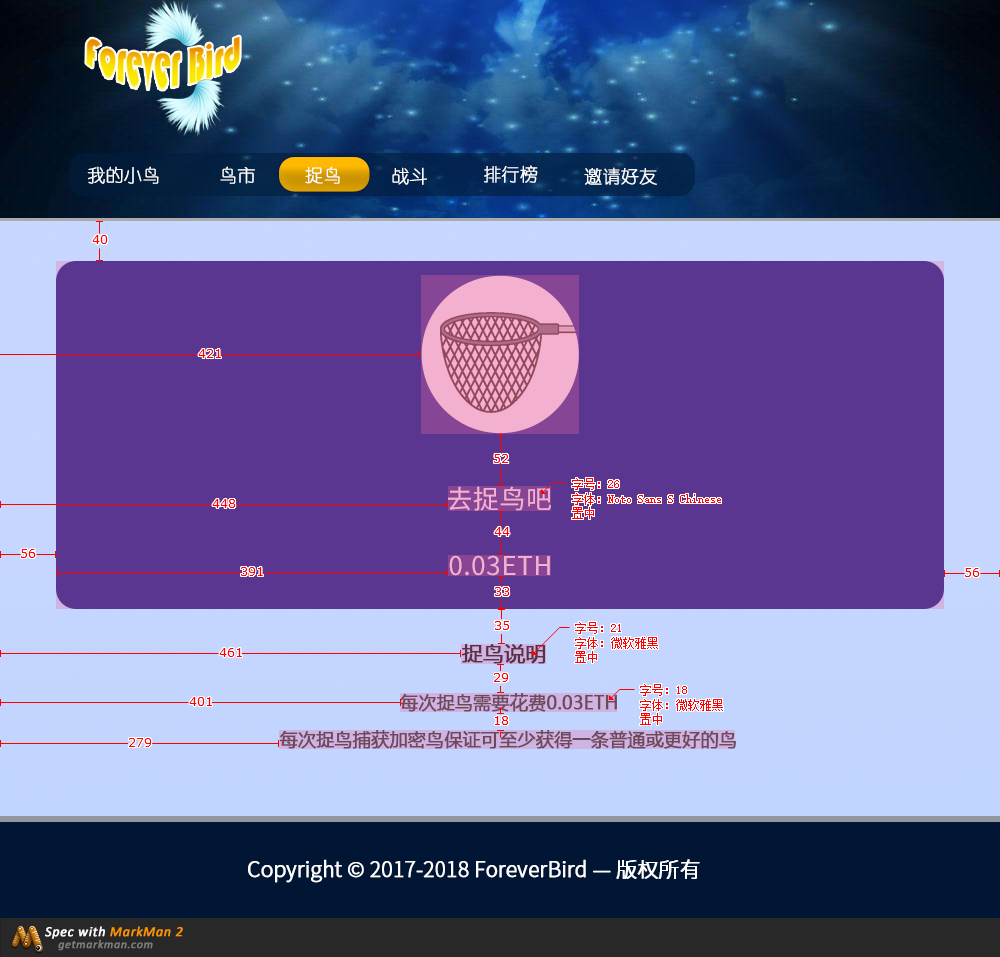 Forever Bird
我的小鸟 鸟市 捉鸟 战斗 排行榜 邀请好友
40
421
52
448
去捉鸟吧
字号: 26
字体: Noto Sans S Chinese
置中
44
56
391
0.03ETH
56
33
35
461
捉鸟说明
字号: 21
字体: 微软雅黑
置中
29
401
每次捉鸟需要花费0.03ETH
字号: 18
字体: 微软雅黑
置中
18
279
每次捉鸟捕获加密鸟保证可至少获得一条普通或更好的鸟
Copyright © 2017-2018 ForeverBird — 版权所有
Spec with MarkMan 2
getmarkman.com